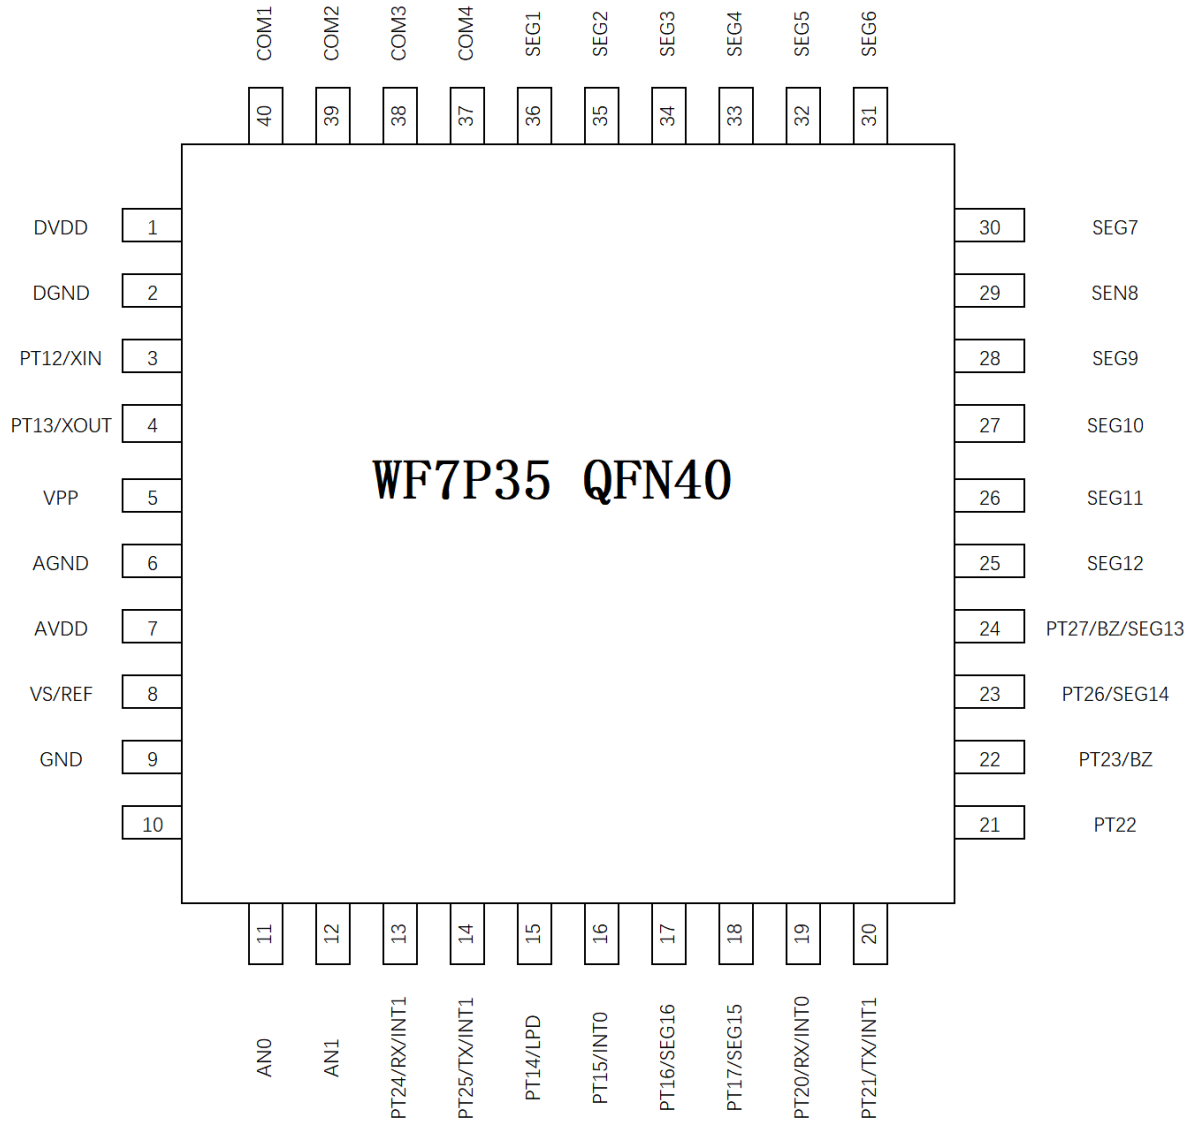 COM1 COM2 COM3 COM4 SEG1 SEG2 SEG3 SEG4 SEG5 SEG6
40 39 38 37 36 35 34 33 32 31
DVDD 1 30 SEG7
DGND 2 29 SEN8
PT12/XIN 3 28 SEG9
PT13/XOUT 4 27 SEG10
WF7P35 QFN40
VPP 5 26 SEG11
AGND 6 25 SEG12
AVDD 7 24 PT27/BZ/SEG13
VS/REF 8 23 PT26/SEG14
GND 9 22 PT23/BZ
10 21 PT22
11 12 13 14 15 16 17 18 19 20
AN0 AN1 PT24/RX/INT1 PT25/TX/INT1 PT14/LPD PT15/INT0 PT16/SEG16 PT17/SEG15 PT20/RX/INT0 PT21/TX/INT1